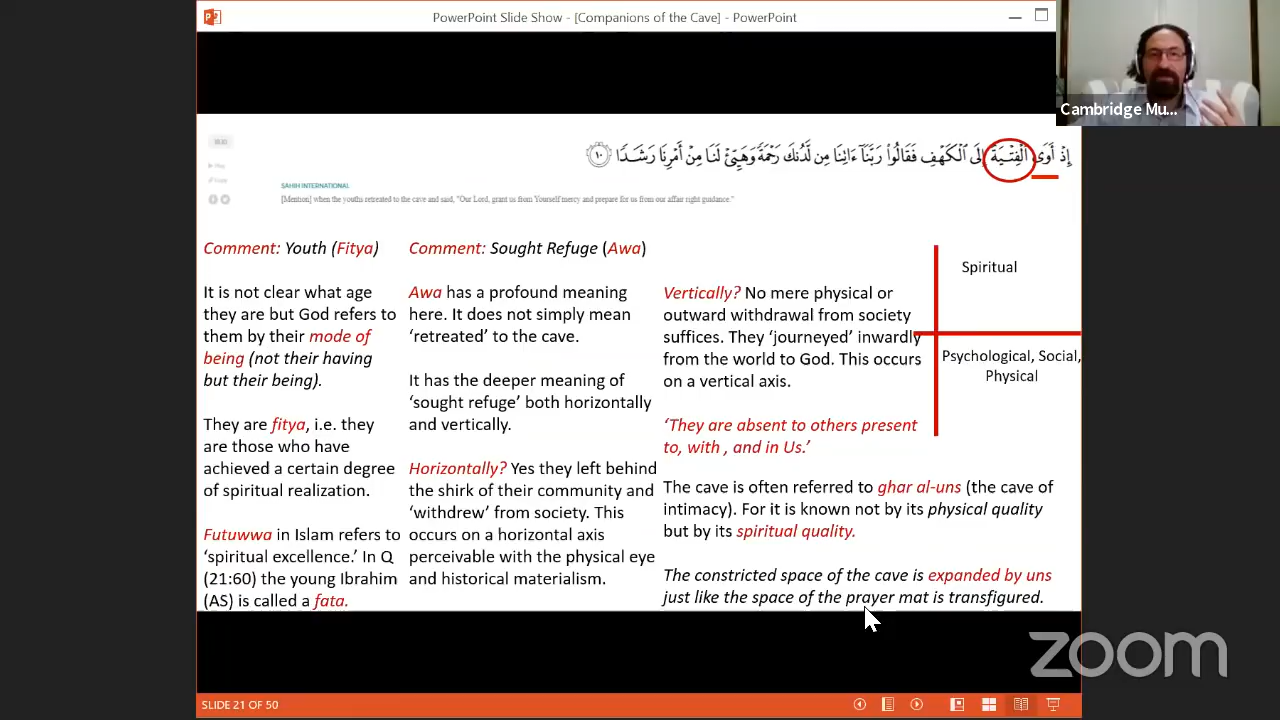 PowerPoint Slide Show - [Companions of the Cave] - PowerPoint
Cambridge Mu...
18:10
إِذْ أَوَى ٱلْفِتْيَةُ إِلَى ٱلْكَهْفِ فَقَالُوا۟ رَبَّنَآ ءَاتِنَا مِن لَّدُنكَ رَحْمَةً وَهَيِّئْ لَنَا مِنْ أَمْرِنَا رَشَدًا ١٠
SAHIH INTERNATIONAL
[Mention] when the youths retreated to the cave and said, "Our Lord, grant us from Yourself mercy and prepare for us from our affair right guidance."
Comment: Youth (Fitya)
It is not clear what age
they are but God refers to
them by their mode of
being (not their having
but their being).
They are fitya, i.e. they
are those who have
achieved a certain degree
of spiritual realization.
Futuwwa in Islam refers to
‘spiritual excellence.’ In Q
(21:60) the young Ibrahim
(AS) is called a fata.
Comment: Sought Refuge (Awa)
Awa has a profound meaning
here. It does not simply mean
‘retreated’ to the cave.
It has the deeper meaning of
‘sought refuge’ both horizontally
and vertically.
Horizontally? Yes they left behind
the shirk of their community and
‘withdrew’ from society. This
occurs on a horizontal axis
perceivable with the physical eye
and historical materialism.
Vertically? No mere physical or
outward withdrawal from society
suffices. They ‘journeyed’ inwardly
from the world to God. This occurs
on a vertical axis.
‘They are absent to others present
to, with , and in Us.’
The cave is often referred to ghar al-uns (the cave of
intimacy). For it is known not by its physical quality
but by its spiritual quality.
The constricted space of the cave is expanded by uns
just like the space of the prayer mat is transfigured.
Spiritual
Psychological, Social,
Physical
zoom
SLIDE 21 OF 50